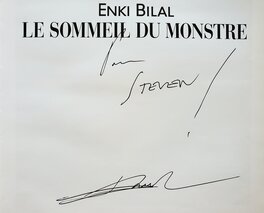 ENKI BILAL
LE SOMMEIL DU MONSTRE
Pour
STEVEN !